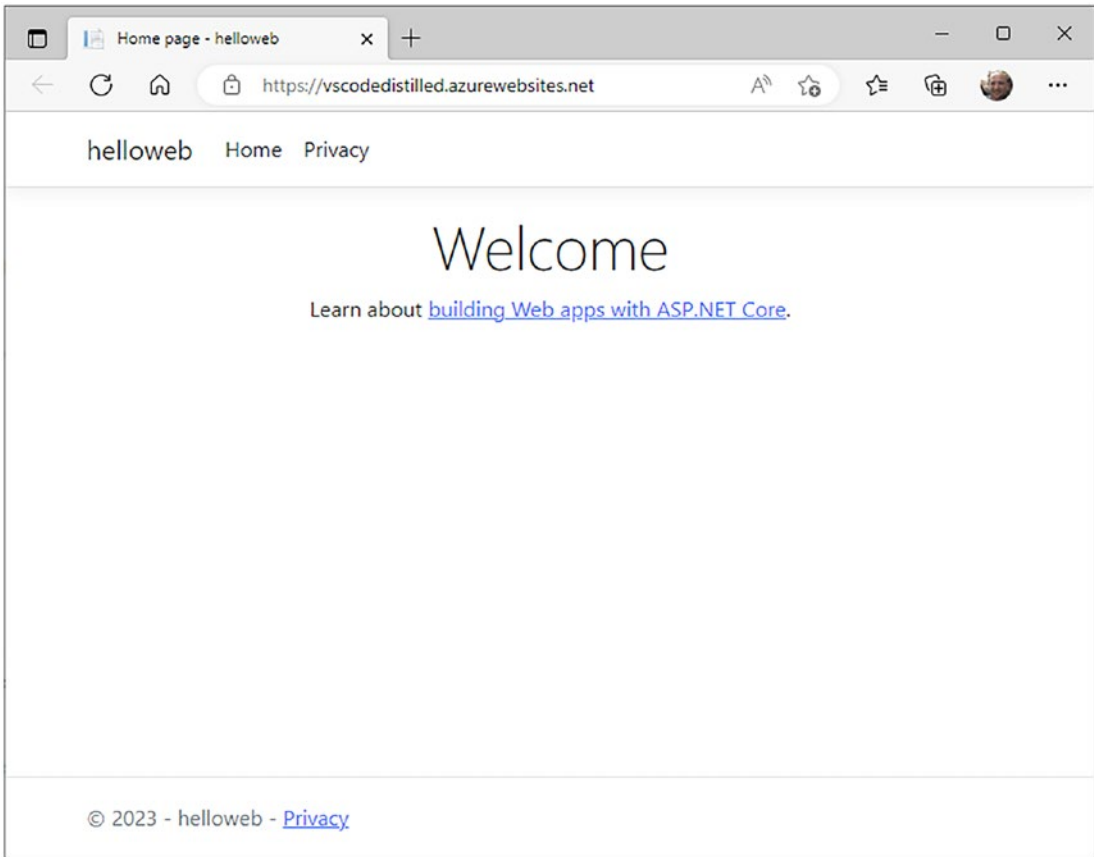 Home page - helloweb
https://vscodedistilled.azurewebsites.net
helloweb Home Privacy
Welcome
Learn about building Web apps with ASP.NET Core.
© 2023 - helloweb - Privacy